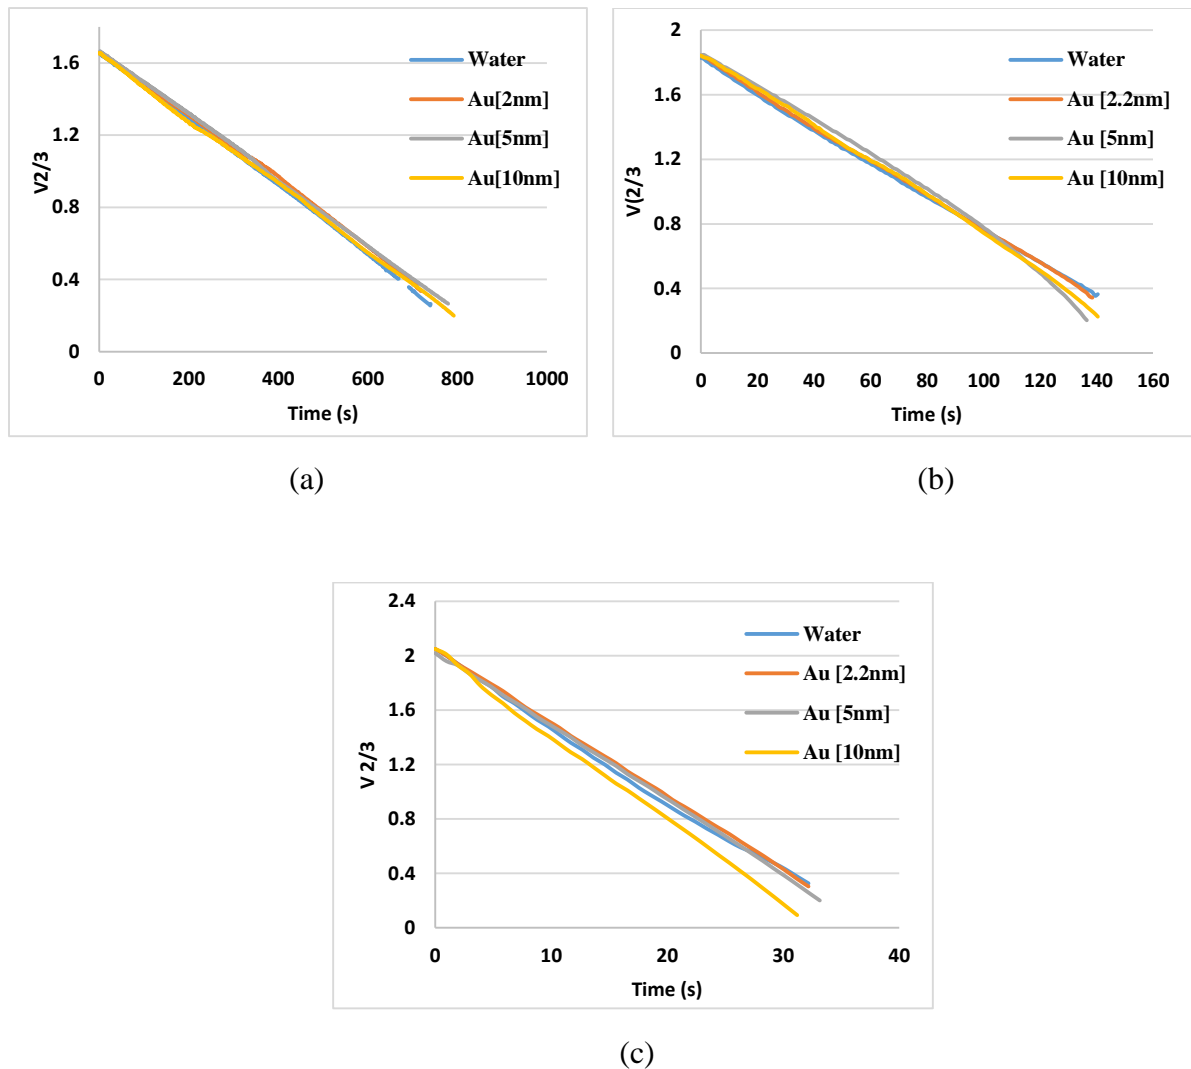 V2/3
1.6
1.2
0.8
0.4
0
0 200 400 600 800 1000
Time (s)
Water
Au[2nm]
Au[5nm]
Au[10nm]
(a)
V(2/3
2
1.6
1.2
0.8
0.4
0
0 20 40 60 80 100 120 140 160
Time (s)
Water
Au [2.2nm]
Au [5nm]
Au [10nm]
(b)
V 2/3
2.4
2
1.6
1.2
0.8
0.4
0
0 10 20 30 40
Time (s)
Water
Au [2.2nm]
Au [5nm]
Au [10nm]
(c)